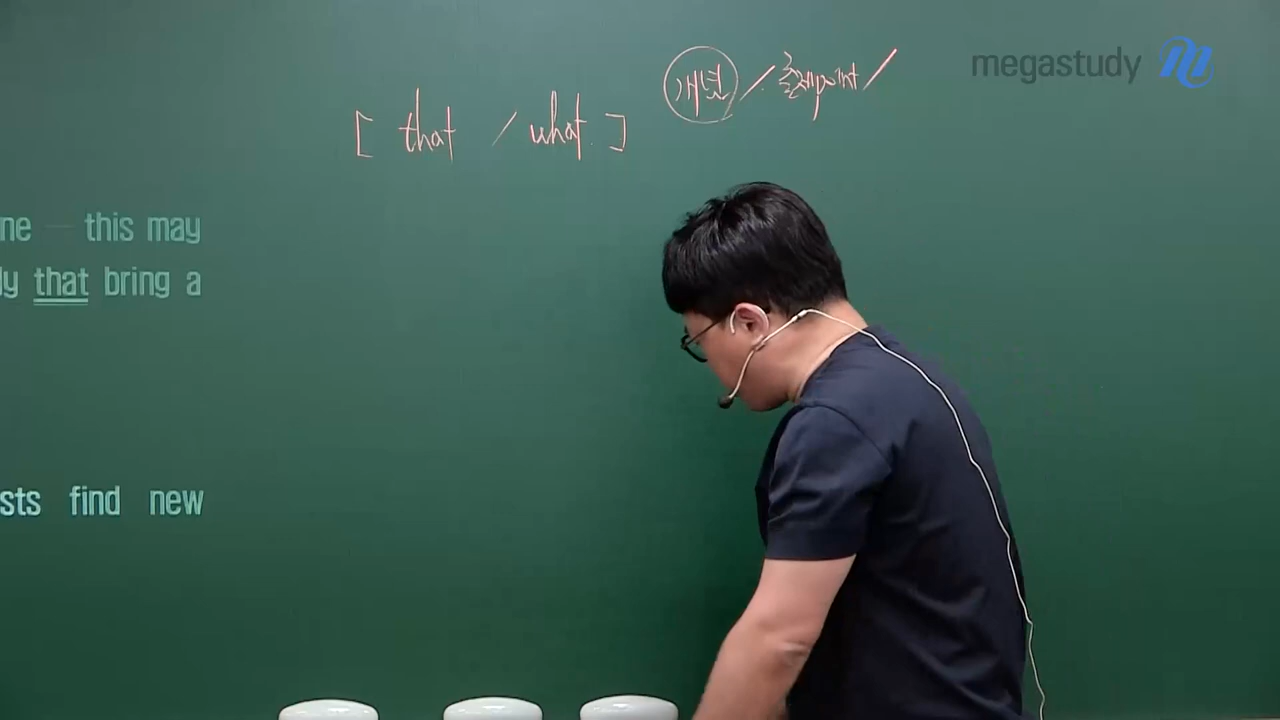 megastudy
개념 / 출제point /
[ that / what ]
ne — this may
ly that bring a
sts find new